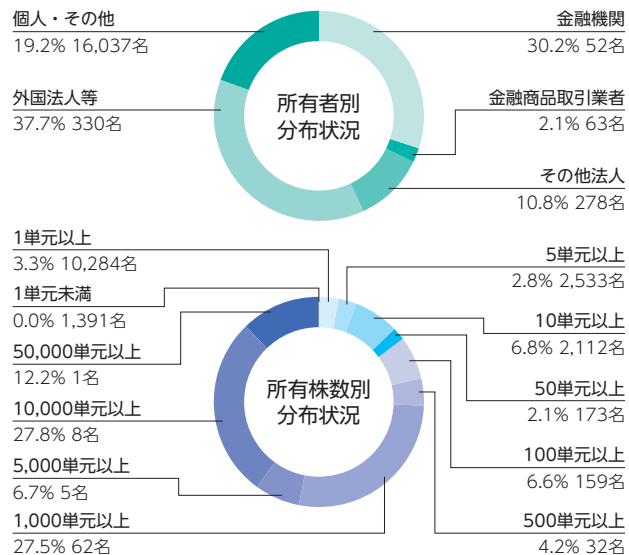 個人・その他
19.2% 16,037名
外国法人等
37.7% 330名
所有者別
分布状況
金融機関
30.2% 52名
金融商品取引業者
2.1% 63名
その他法人
10.8% 278名
1単元以上
3.3% 10,284名
1単元未満
0.0% 1,391名
50,000単元以上
12.2% 1名
10,000単元以上
27.8% 8名
5,000単元以上
6.7% 5名
1,000単元以上
27.5% 62名
所有株数別
分布状況
5単元以上
2.8% 2,533名
10単元以上
6.8% 2,112名
50単元以上
2.1% 173名
100単元以上
6.6% 159名
500単元以上
4.2% 32名